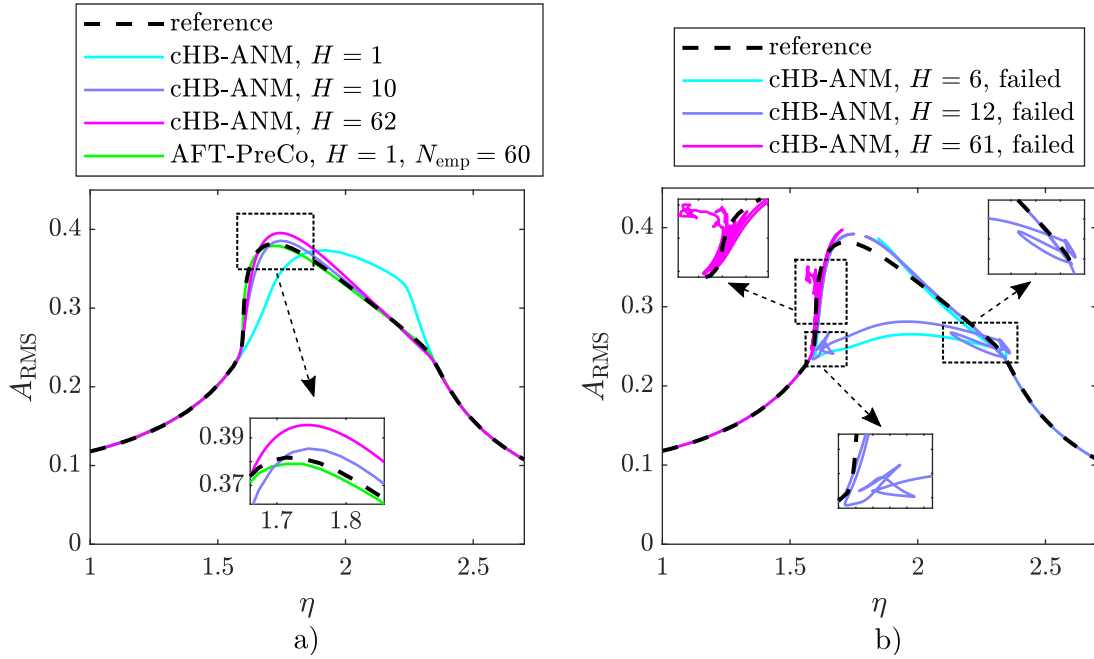 reference
cHB-ANM, H = 1
cHB-ANM, H = 10
cHB-ANM, H = 62
AFT-PreCo, H = 1, N_emp = 60
0.4
0.3
0.2
0.1
0
A_RMS
0.39
0.37
1.7 1.8
1 1.5 2 2.5
η
a)
reference
cHB-ANM, H = 6, failed
cHB-ANM, H = 12, failed
cHB-ANM, H = 61, failed
0.4
0.3
0.2
0.1
0
A_RMS
1 1.5 2 2.5
η
b)